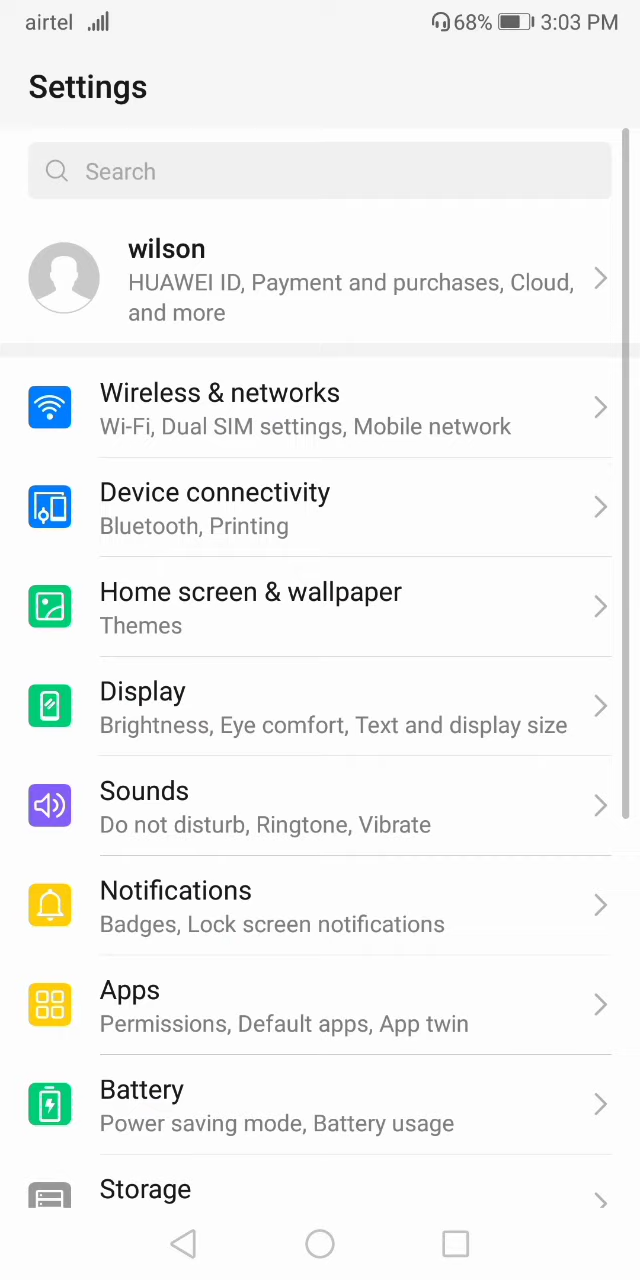 airtel 68% 3:03 PM
Settings
Search
wilson
HUAWEI ID, Payment and purchases, Cloud,
and more
Wireless & networks
Wi-Fi, Dual SIM settings, Mobile network
Device connectivity
Bluetooth, Printing
Home screen & wallpaper
Themes
Display
Brightness, Eye comfort, Text and display size
Sounds
Do not disturb, Ringtone, Vibrate
Notifications
Badges, Lock screen notifications
Apps
Permissions, Default apps, App twin
Battery
Power saving mode, Battery usage
Storage